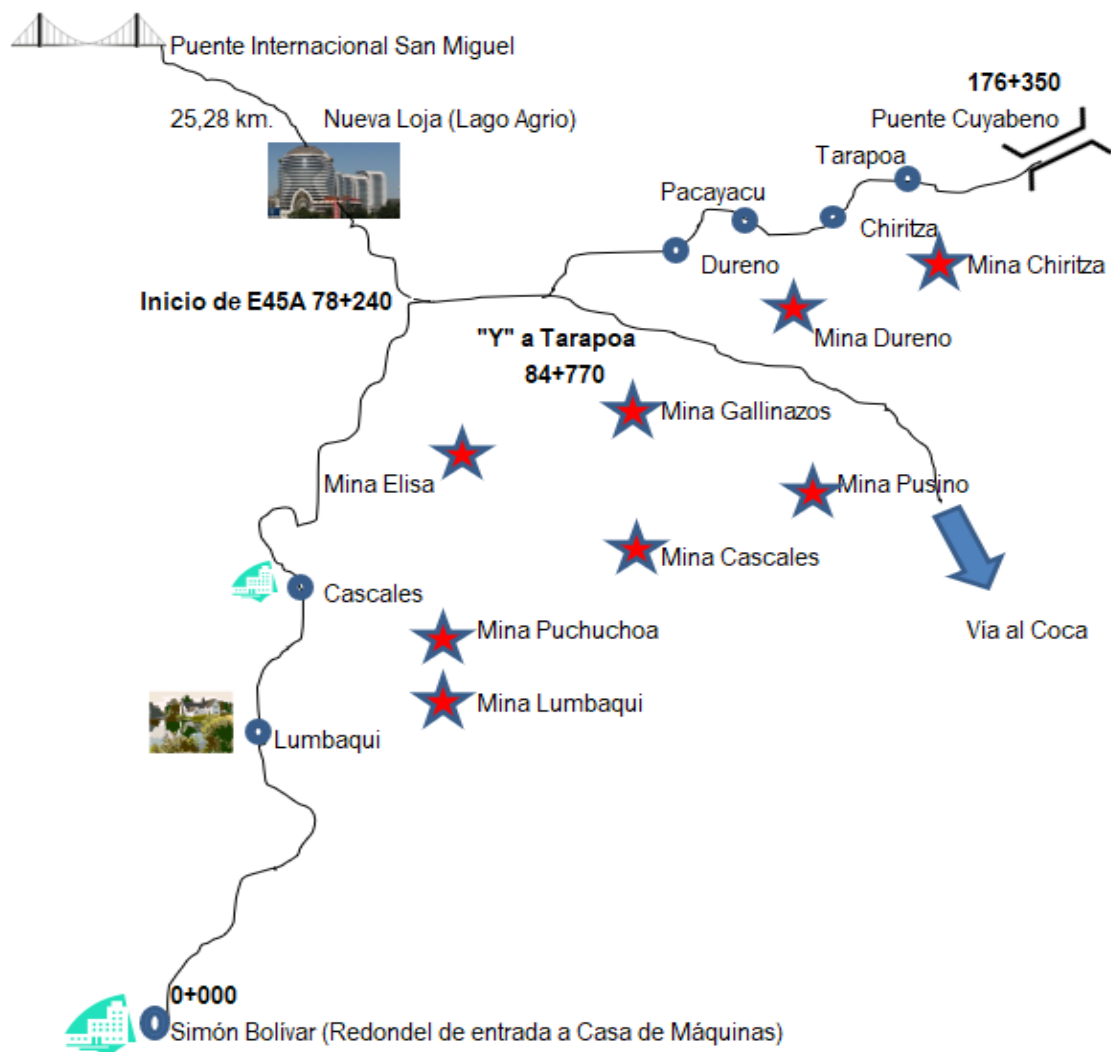 Puente Internacional San Miguel
176+350
25,28 km. Nueva Loja (Lago Agrio)
Puente Cuyabeno
Tarapoa
Pacayacu
Chiritza
Dureno
Mina Chiritza
Inicio de E45A 78+240
"Y" a Tarapoa
84+770
Mina Dureno
Mina Gallinazos
Mina Elisa
Mina Pusino
Mina Cascales
Cascales
Mina Puchuchoa
Vía al Coca
Mina Lumbaqui
Lumbaqui
0+000
Simón Bolívar (Redondel de entrada a Casa de Máquinas)